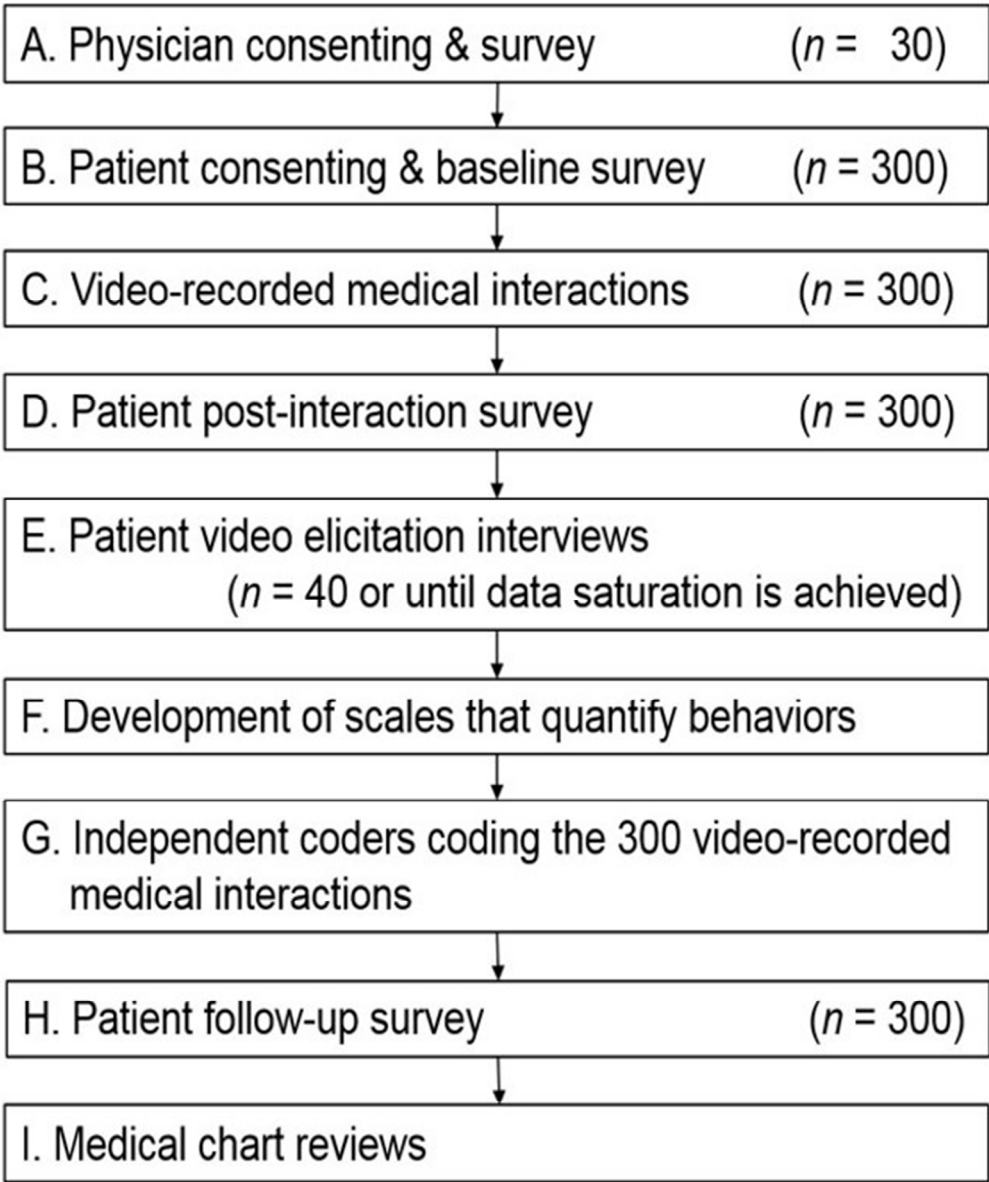 A. Physician consenting & survey (n = 30)
B. Patient consenting & baseline survey (n = 300)
C. Video-recorded medical interactions (n = 300)
D. Patient post-interaction survey (n = 300)
E. Patient video elicitation interviews
(n = 40 or until data saturation is achieved)
F. Development of scales that quantify behaviors
G. Independent coders coding the 300 video-recorded
medical interactions
H. Patient follow-up survey (n = 300)
I. Medical chart reviews